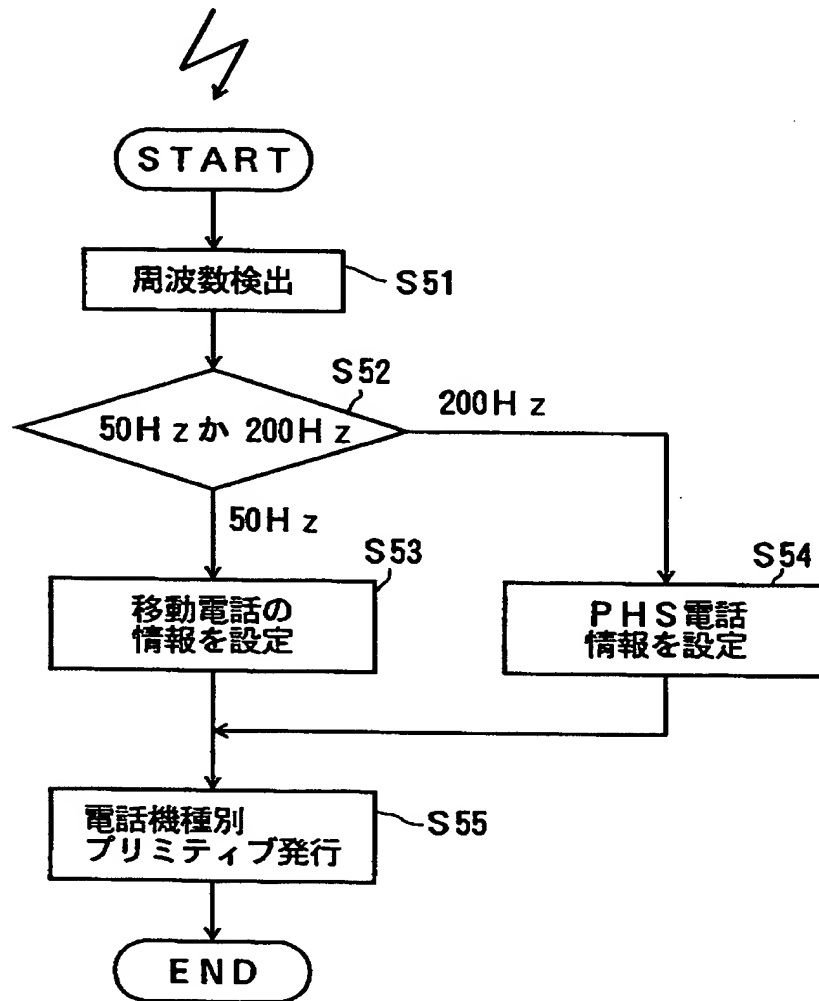 START
周波数検出
S51
S52
50Hzか 200Hz
200Hz
50Hz
S53
移動電話の
情報を設定
S54
PHS電話
情報を設定
電話機種別
プリミティブ発行
S55
END